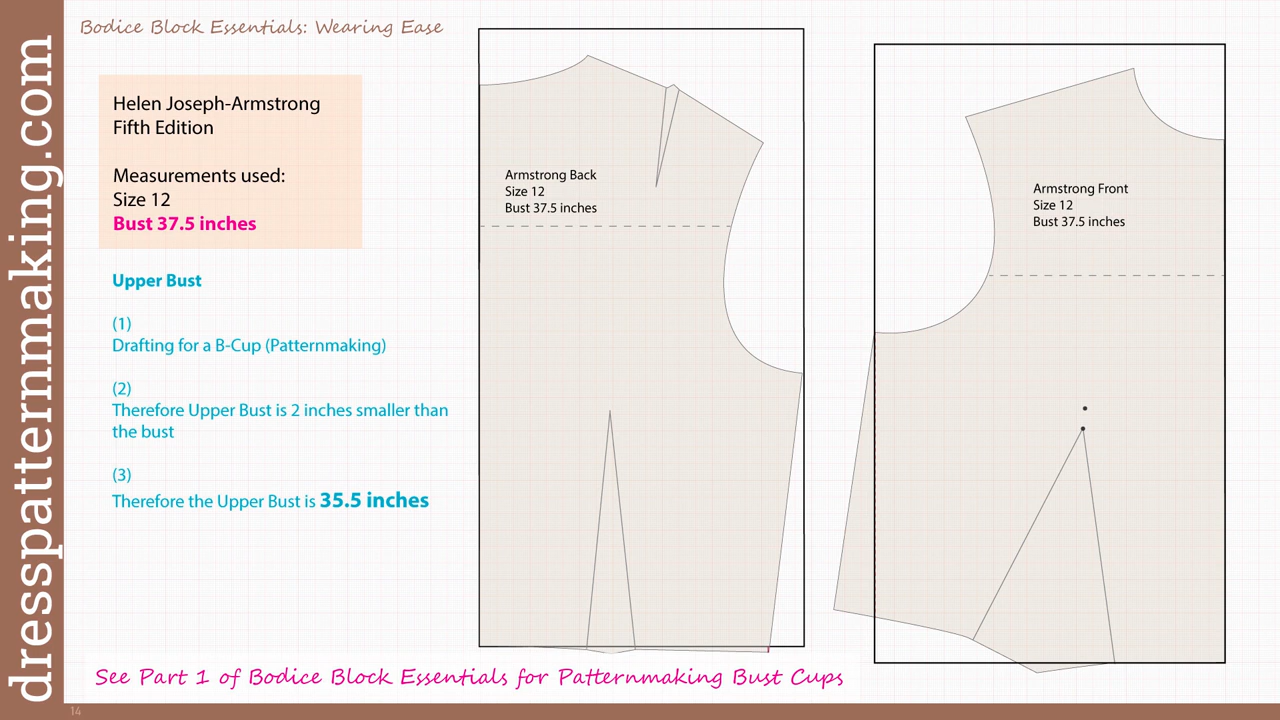 dresspatternmaking.com
Bodice Block Essentials: Wearing Ease
Helen Joseph-Armstrong
Fifth Edition
Measurements used:
Size 12
Bust 37.5 inches
Upper Bust
(1)
Drafting for a B-Cup (Patternmaking)
(2)
Therefore Upper Bust is 2 inches smaller than
the bust
(3)
Therefore the Upper Bust is 35.5 inches
Armstrong Back
Size 12
Bust 37.5 inches
Armstrong Front
Size 12
Bust 37.5 inches
See Part 1 of Bodice Block Essentials for Patternmaking Bust Cups
14